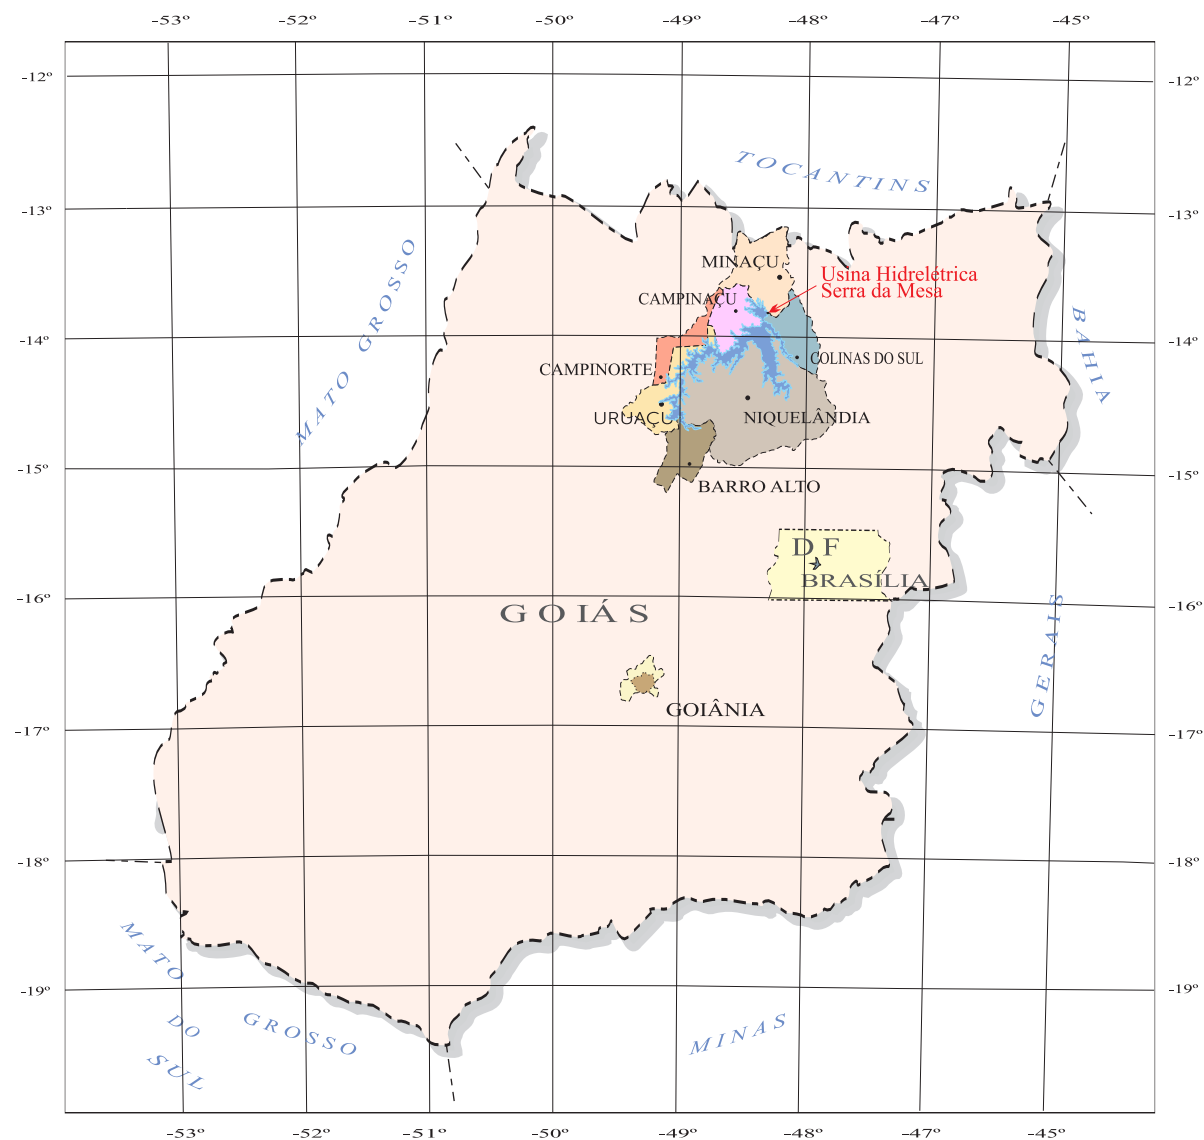 -53º -52º -51º -50º -49º -48º -47º -45º
-12º -12º
TOCANTINS
-13º -13º
MATO GROSSO
MINAÇU
Usina Hidrelétrica
Serra da Mesa
CAMPINAÇU
BAHIA
-14º -14º
COLINAS DO SUL
CAMPINORTE
URUAÇU
NIQUELÂNDIA
-15º -15º
BARRO ALTO
DF
BRASÍLIA
-16º -16º
GOIÁS
GERAIS
GOIÂNIA
-17º -17º
-18º -18º
MATO
DO
SUL
GROSSO
MINAS
-19º -19º
-53º -52º -51º -50º -49º -48º -47º -45º